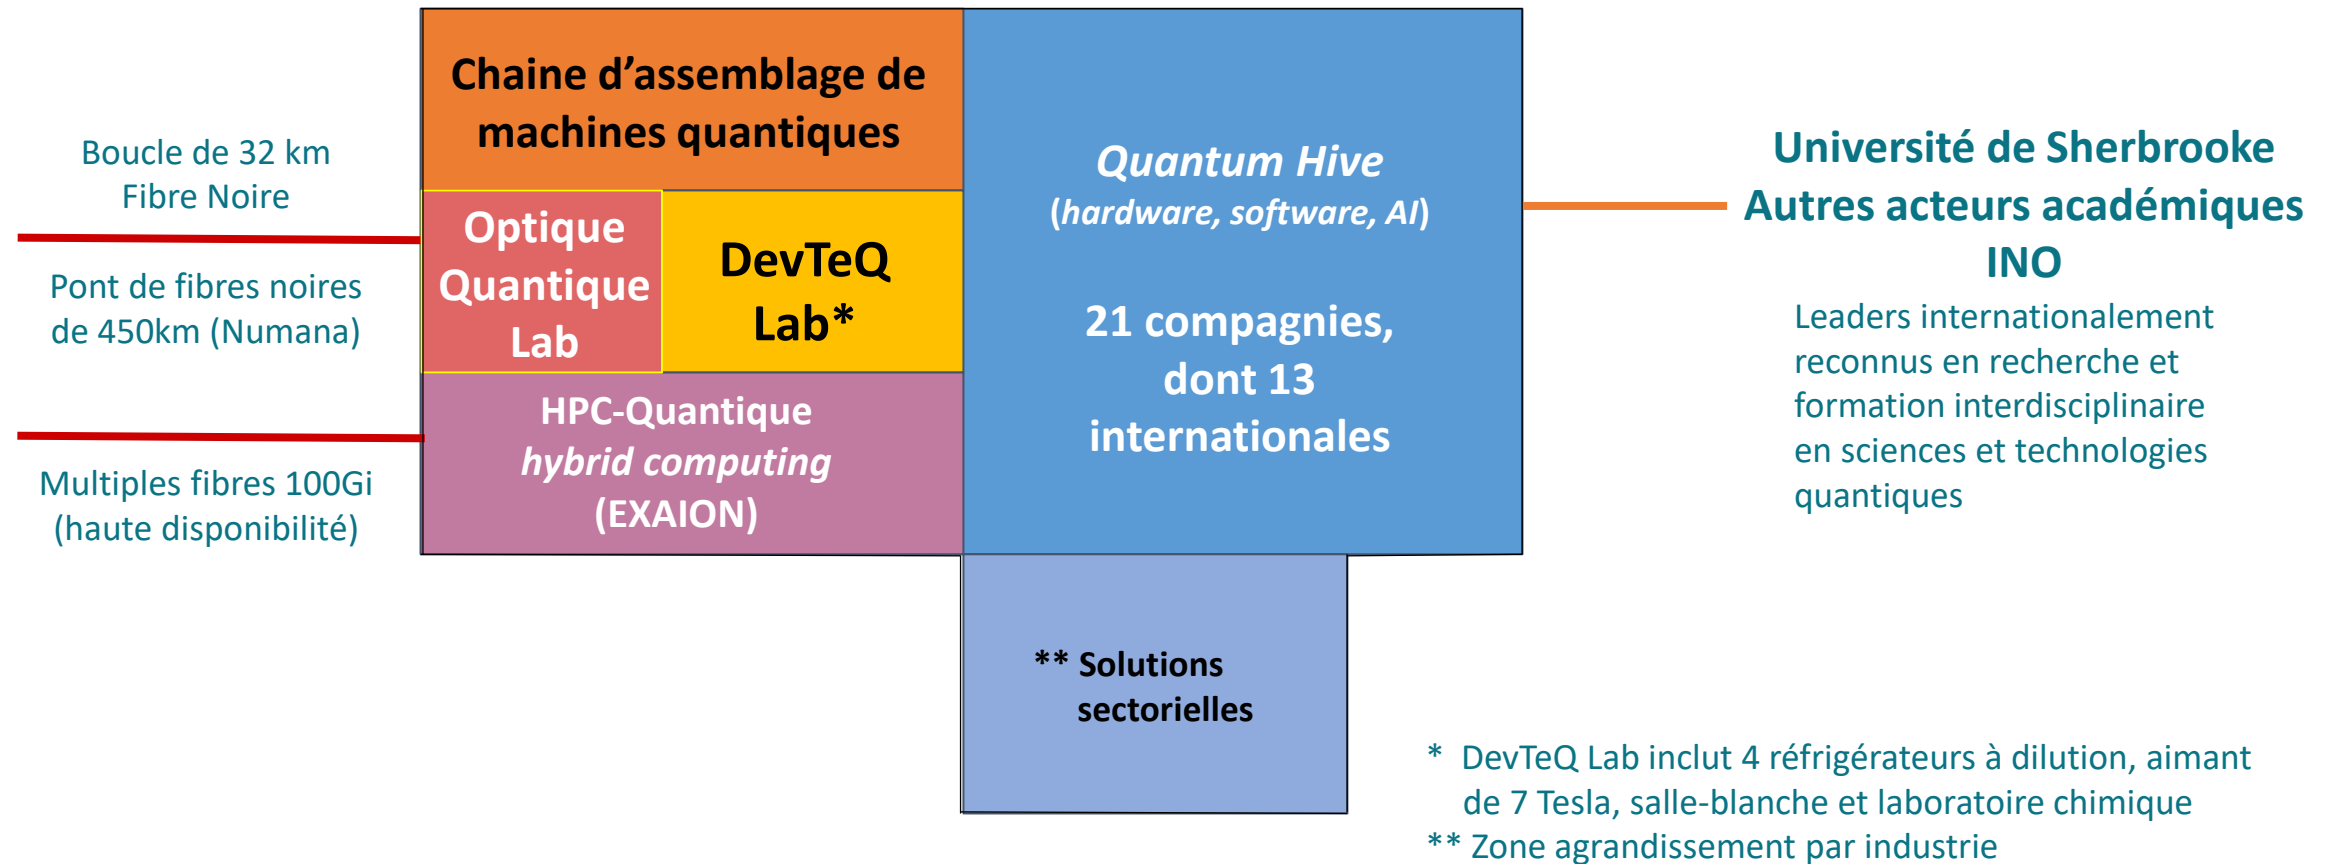 Boucle de 32 km
Fibre Noire
Pont de fibres noires
de 450km (Numana)
Multiples fibres 100Gi
(haute disponibilité)
Chaine d’assemblage de
machines quantiques
Optique
Quantique
Lab
DevTeQ
Lab*
HPC-Quantique
hybrid computing
(EXAION)
Quantum Hive
(hardware, software, AI)
21 compagnies,
dont 13
internationales
** Solutions
sectorielles
Université de Sherbrooke
Autres acteurs académiques
INO
Leaders internationalement
reconnus en recherche et
formation interdisciplinaire
en sciences et technologies
quantiques
* DevTeQ Lab inclut 4 réfrigérateurs à dilution, aimant
de 7 Tesla, salle-blanche et laboratoire chimique
** Zone agrandissement par industrie